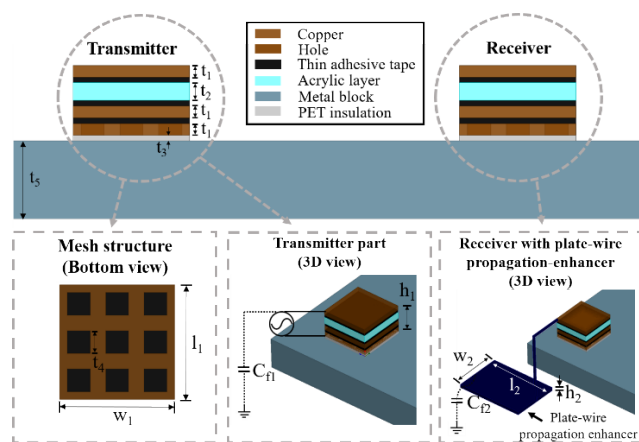 Transmitter
Copper
Hole
Thin adhesive tape
Acrylic layer
Metal block
PET insulation
Receiver
t1
t2
t1
t1
t3
t5
Mesh structure
(Bottom view)
t4
l1
w1
Transmitter part
(3D view)
h1
Cf1
Receiver with plate-wire
propagation-enhancer
(3D view)
w2
l2
h2
Cf2
Plate-wire
propagation enhancer